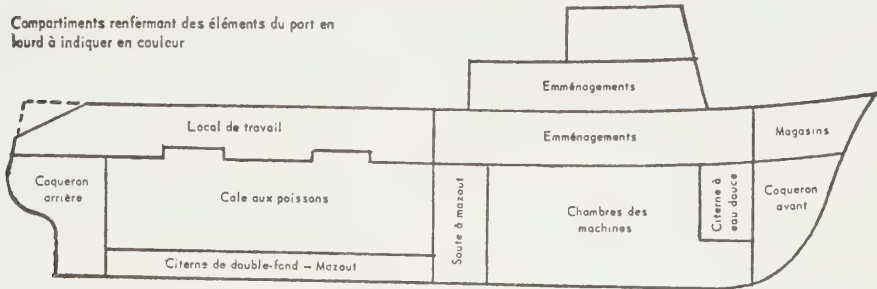 Compartiments renfermant des éléments du port en
lourd à indiquer en couleur
Emménagements
Local de travail
Emménagements
Magasins
Coqueron
arrière
Cale aux poissons
Soute à mazout
Chambres des
machines
Citerne à
eau douce
Coqueron
avant
Citerne de double-fond – Mazout